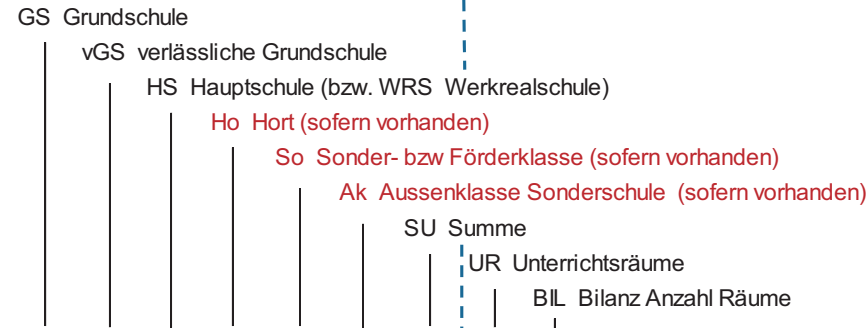 GS Grundschule
vGS verlässliche Grundschule
HS Hauptschule (bzw. WRS Werkrealschule)
Ho Hort (sofern vorhanden)
So Sonder- bzw Förderklasse (sofern vorhanden)
Ak Aussenklasse Sonderschule (sofern vorhanden)
SU Summe
UR Unterrichtsräume
BIL Bilanz Anzahl Räume